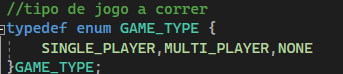 //tipo de jogo a correr
typedef enum GAME_TYPE {
SINGLE_PLAYER,MULTI_PLAYER,NONE
}GAME_TYPE;